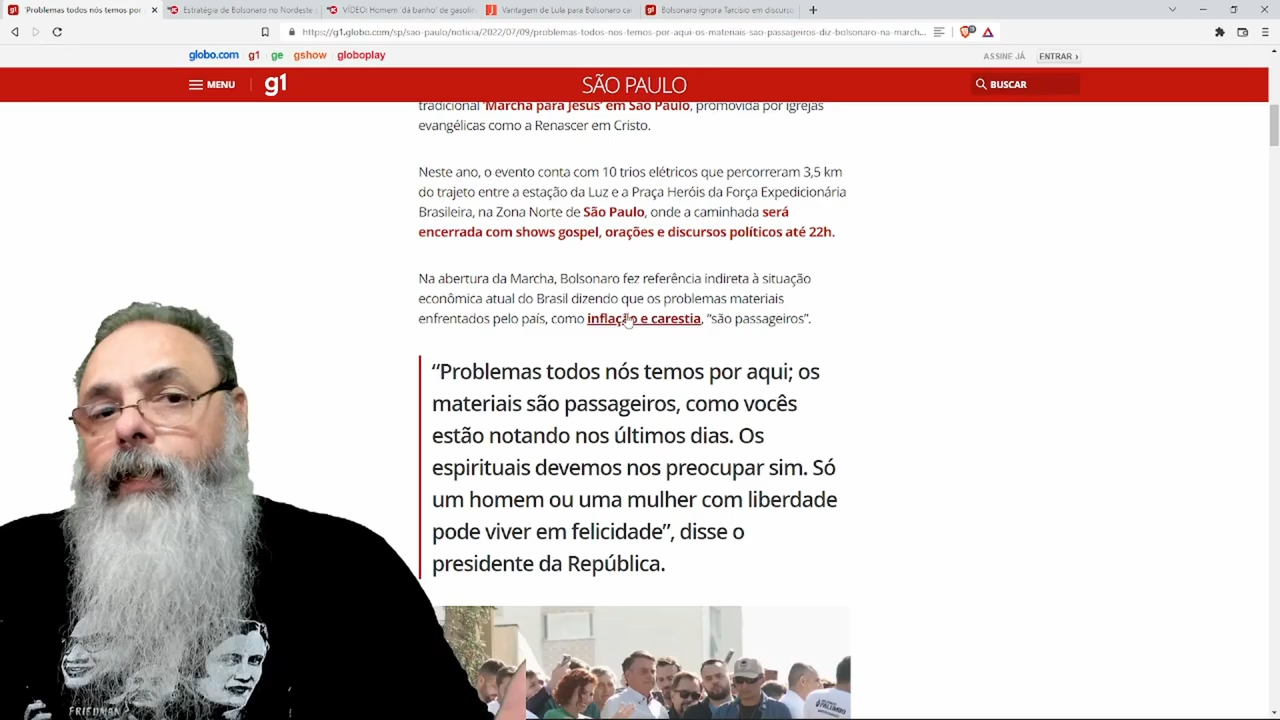 'Problemas todos nós temos por
Estratégia de Bolsonaro no Nordeste
VÍDEO: Homem 'dá banho' de gasolin
Vantagem de Lula para Bolsonaro cai
Bolsonaro ignora Tarcísio em discurso
https://g1.globo.com/sp/sao-paulo/noticia/2022/07/09/problemas-todos-nos-temos-por-aqui-os-materiais-sao-passageiros-diz-bolsonaro-na-march...
globo.com g1 ge gshow globoplay
ASSINE JÁ ENTRAR ›
MENU g1 SÃO PAULO BUSCAR
tradicional 'Marcha para Jesus' em São Paulo, promovida por igrejas
evangélicas como a Renascer em Cristo.
Neste ano, o evento conta com 10 trios elétricos que percorreram 3,5 km
do trajeto entre a estação da Luz e a Praça Heróis da Força Expedicionária
Brasileira, na Zona Norte de São Paulo, onde a caminhada será
encerrada com shows gospel, orações e discursos políticos até 22h.
Na abertura da Marcha, Bolsonaro fez referência indireta à situação
econômica atual do Brasil dizendo que os problemas materiais
enfrentados pelo país, como inflação e carestia, “são passageiros”.
“Problemas todos nós temos por aqui; os
materiais são passageiros, como vocês
estão notando nos últimos dias. Os
espirituais devemos nos preocupar sim. Só
um homem ou uma mulher com liberdade
pode viver em felicidade”, disse o
presidente da República.
FRIEDMAN